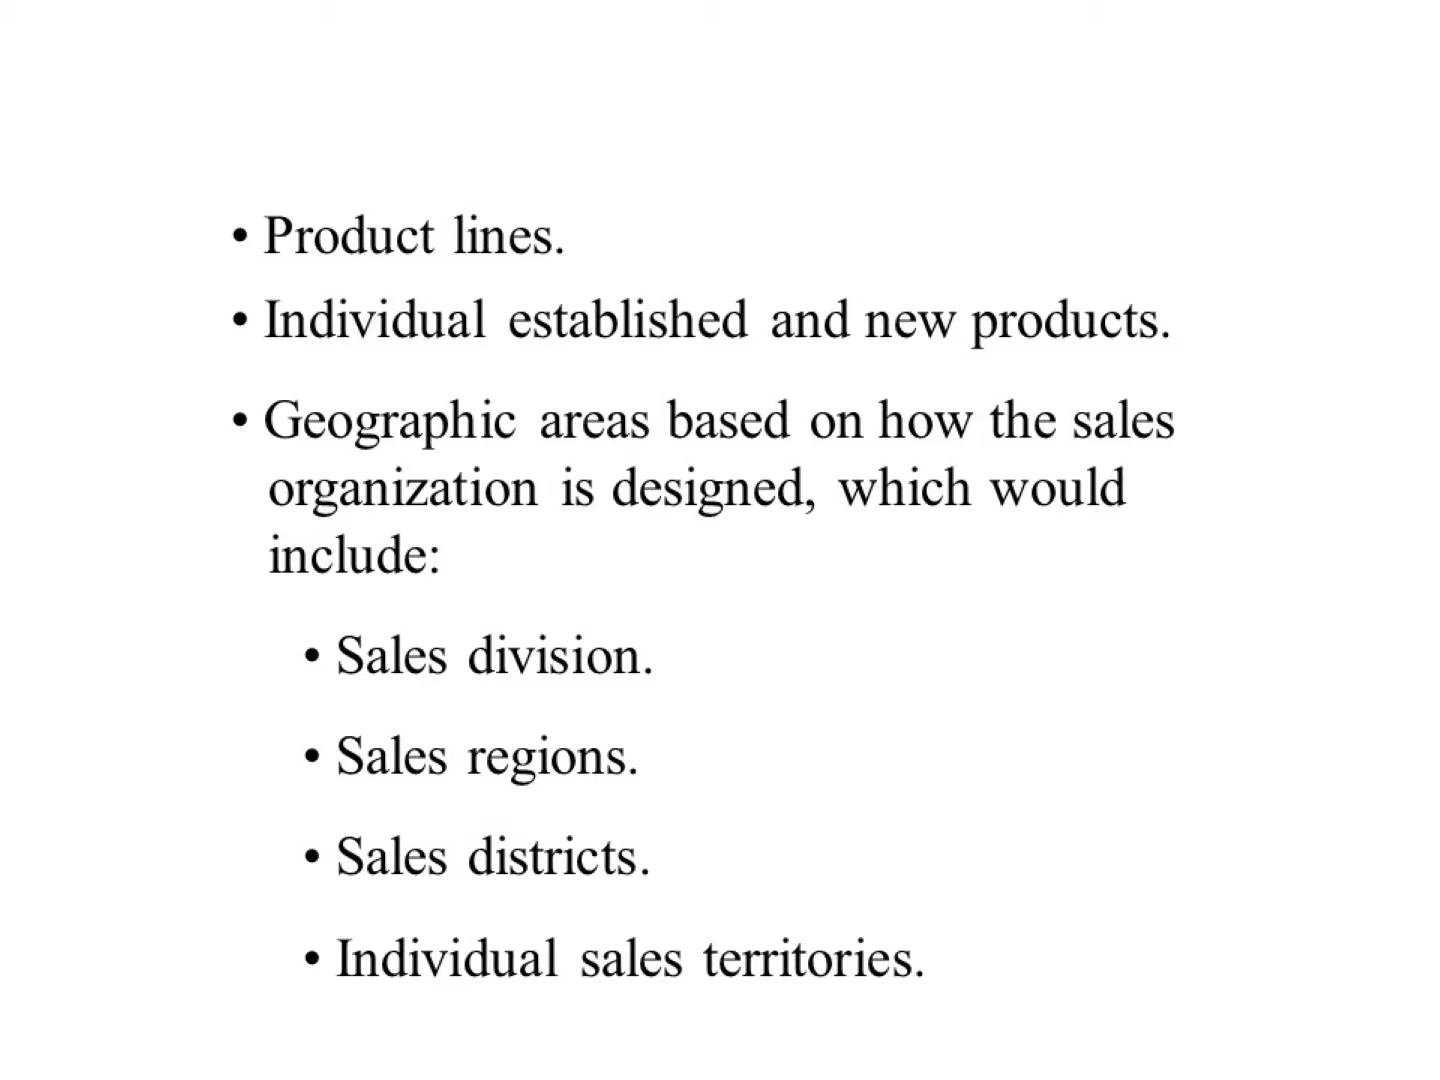 • Product lines.
• Individual established and new products.
• Geographic areas based on how the sales
organization is designed, which would
include:
• Sales division.
• Sales regions.
• Sales districts.
• Individual sales territories.